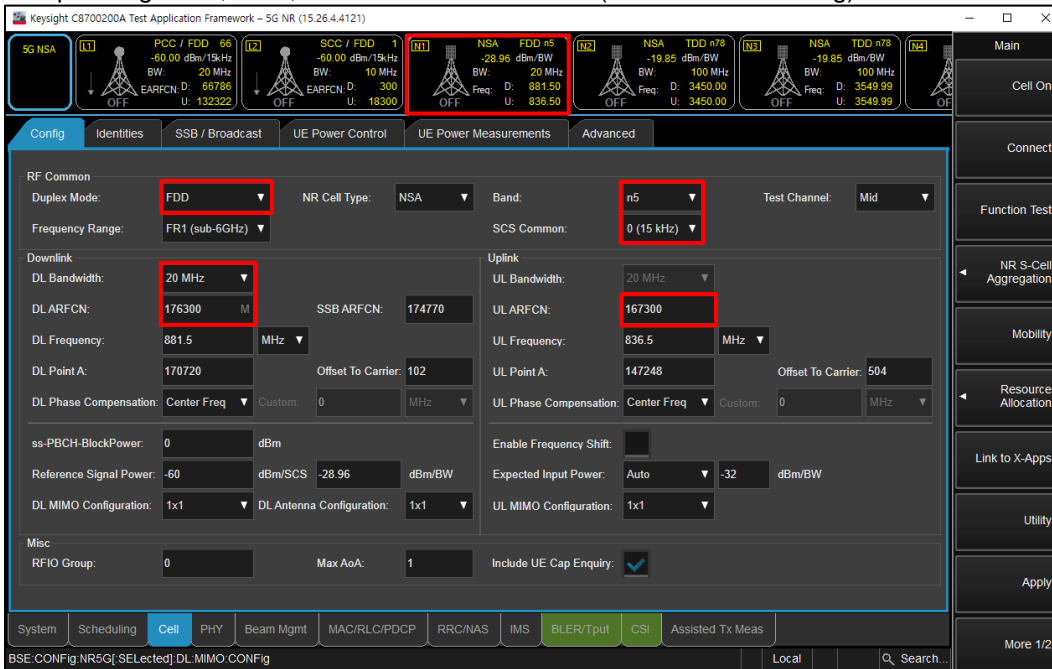 Keysight C8700200A Test Application Framework – 5G NR (15.26.4.4121)
5G NSA
L1 PCC / FDD 66
-60.00 dBm/15kHz
BW: 20 MHz
EARFCN: D: 66786
OFF U: 132322
L2 SCC / FDD 1
-60.00 dBm/15kHz
BW: 10 MHz
EARFCN: D: 300
OFF U: 18300
N1 NSA FDD n5
-28.96 dBm/BW
BW: 20 MHz
Freq: D: 881.50
OFF U: 836.50
N2 NSA TDD n78
-19.85 dBm/BW
BW: 100 MHz
Freq: D: 3450.00
OFF U: 3450.00
N3 NSA TDD n78
-19.85 dBm/BW
BW: 100 MHz
Freq: D: 3549.99
OFF U: 3549.99
N4
Main
Cell On
Connect
Function Test
NR S-Cell
Aggregation
Mobility
Resource
Allocation
Link to X-Apps
Utility
Apply
More 1/2
Config Identities SSB / Broadcast UE Power Control UE Power Measurements Advanced
RF Common
Duplex Mode: FDD NR Cell Type: NSA Band: n5 Test Channel: Mid
Frequency Range: FR1 (sub-6GHz) SCS Common: 0 (15 kHz)
Downlink
DL Bandwidth: 20 MHz
DL ARFCN: 176300 M SSB ARFCN: 174770
DL Frequency: 881.5 MHz
DL Point A: 170720 Offset To Carrier: 102
DL Phase Compensation: Center Freq Custom: 0 MHz
ss-PBCH-BlockPower: 0 dBm
Reference Signal Power: -60 dBm/SCS -28.96 dBm/BW
DL MIMO Configuration: 1x1 DL Antenna Configuration: 1x1
Uplink
UL Bandwidth: 20 MHz
UL ARFCN: 167300
UL Frequency: 836.5 MHz
UL Point A: 147248 Offset To Carrier: 504
UL Phase Compensation: Center Freq Custom: 0 MHz
Enable Frequency Shift:
Expected Input Power: Auto -32 dBm/BW
UL MIMO Configuration: 1x1
Misc
RFIO Group: 0 Max AoA: 1 Include UE Cap Enquiry:
System Scheduling Cell PHY Beam Mgmt MAC/RLC/PDCP RRC/NAS IMS BLER/Tput CSI Assisted Tx Meas
BSE:CONFig:NR5G[:SELected]:DL:MIMO:CONFig Local Search...